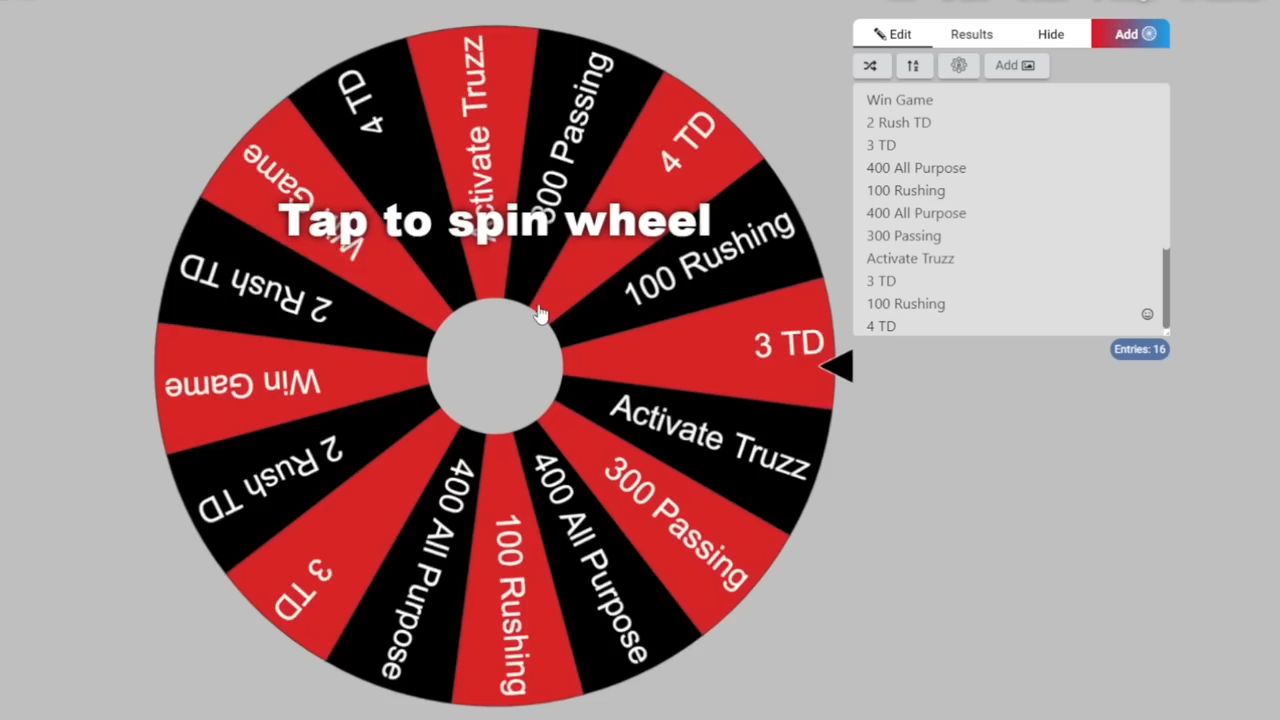 Edit
Results
Hide
Add
Add
Win Game
2 Rush TD
3 TD
400 All Purpose
100 Rushing
400 All Purpose
300 Passing
Activate Truzz
3 TD
100 Rushing
4 TD
Entries: 16
Tap to spin wheel
Activate Truzz
300 Passing
4 TD
100 Rushing
3 TD
Activate Truzz
300 Passing
400 All Purpose
100 Rushing
400 All Purpose
3 TD
2 Rush TD
Win Game
2 Rush TD
Win Game
4 TD